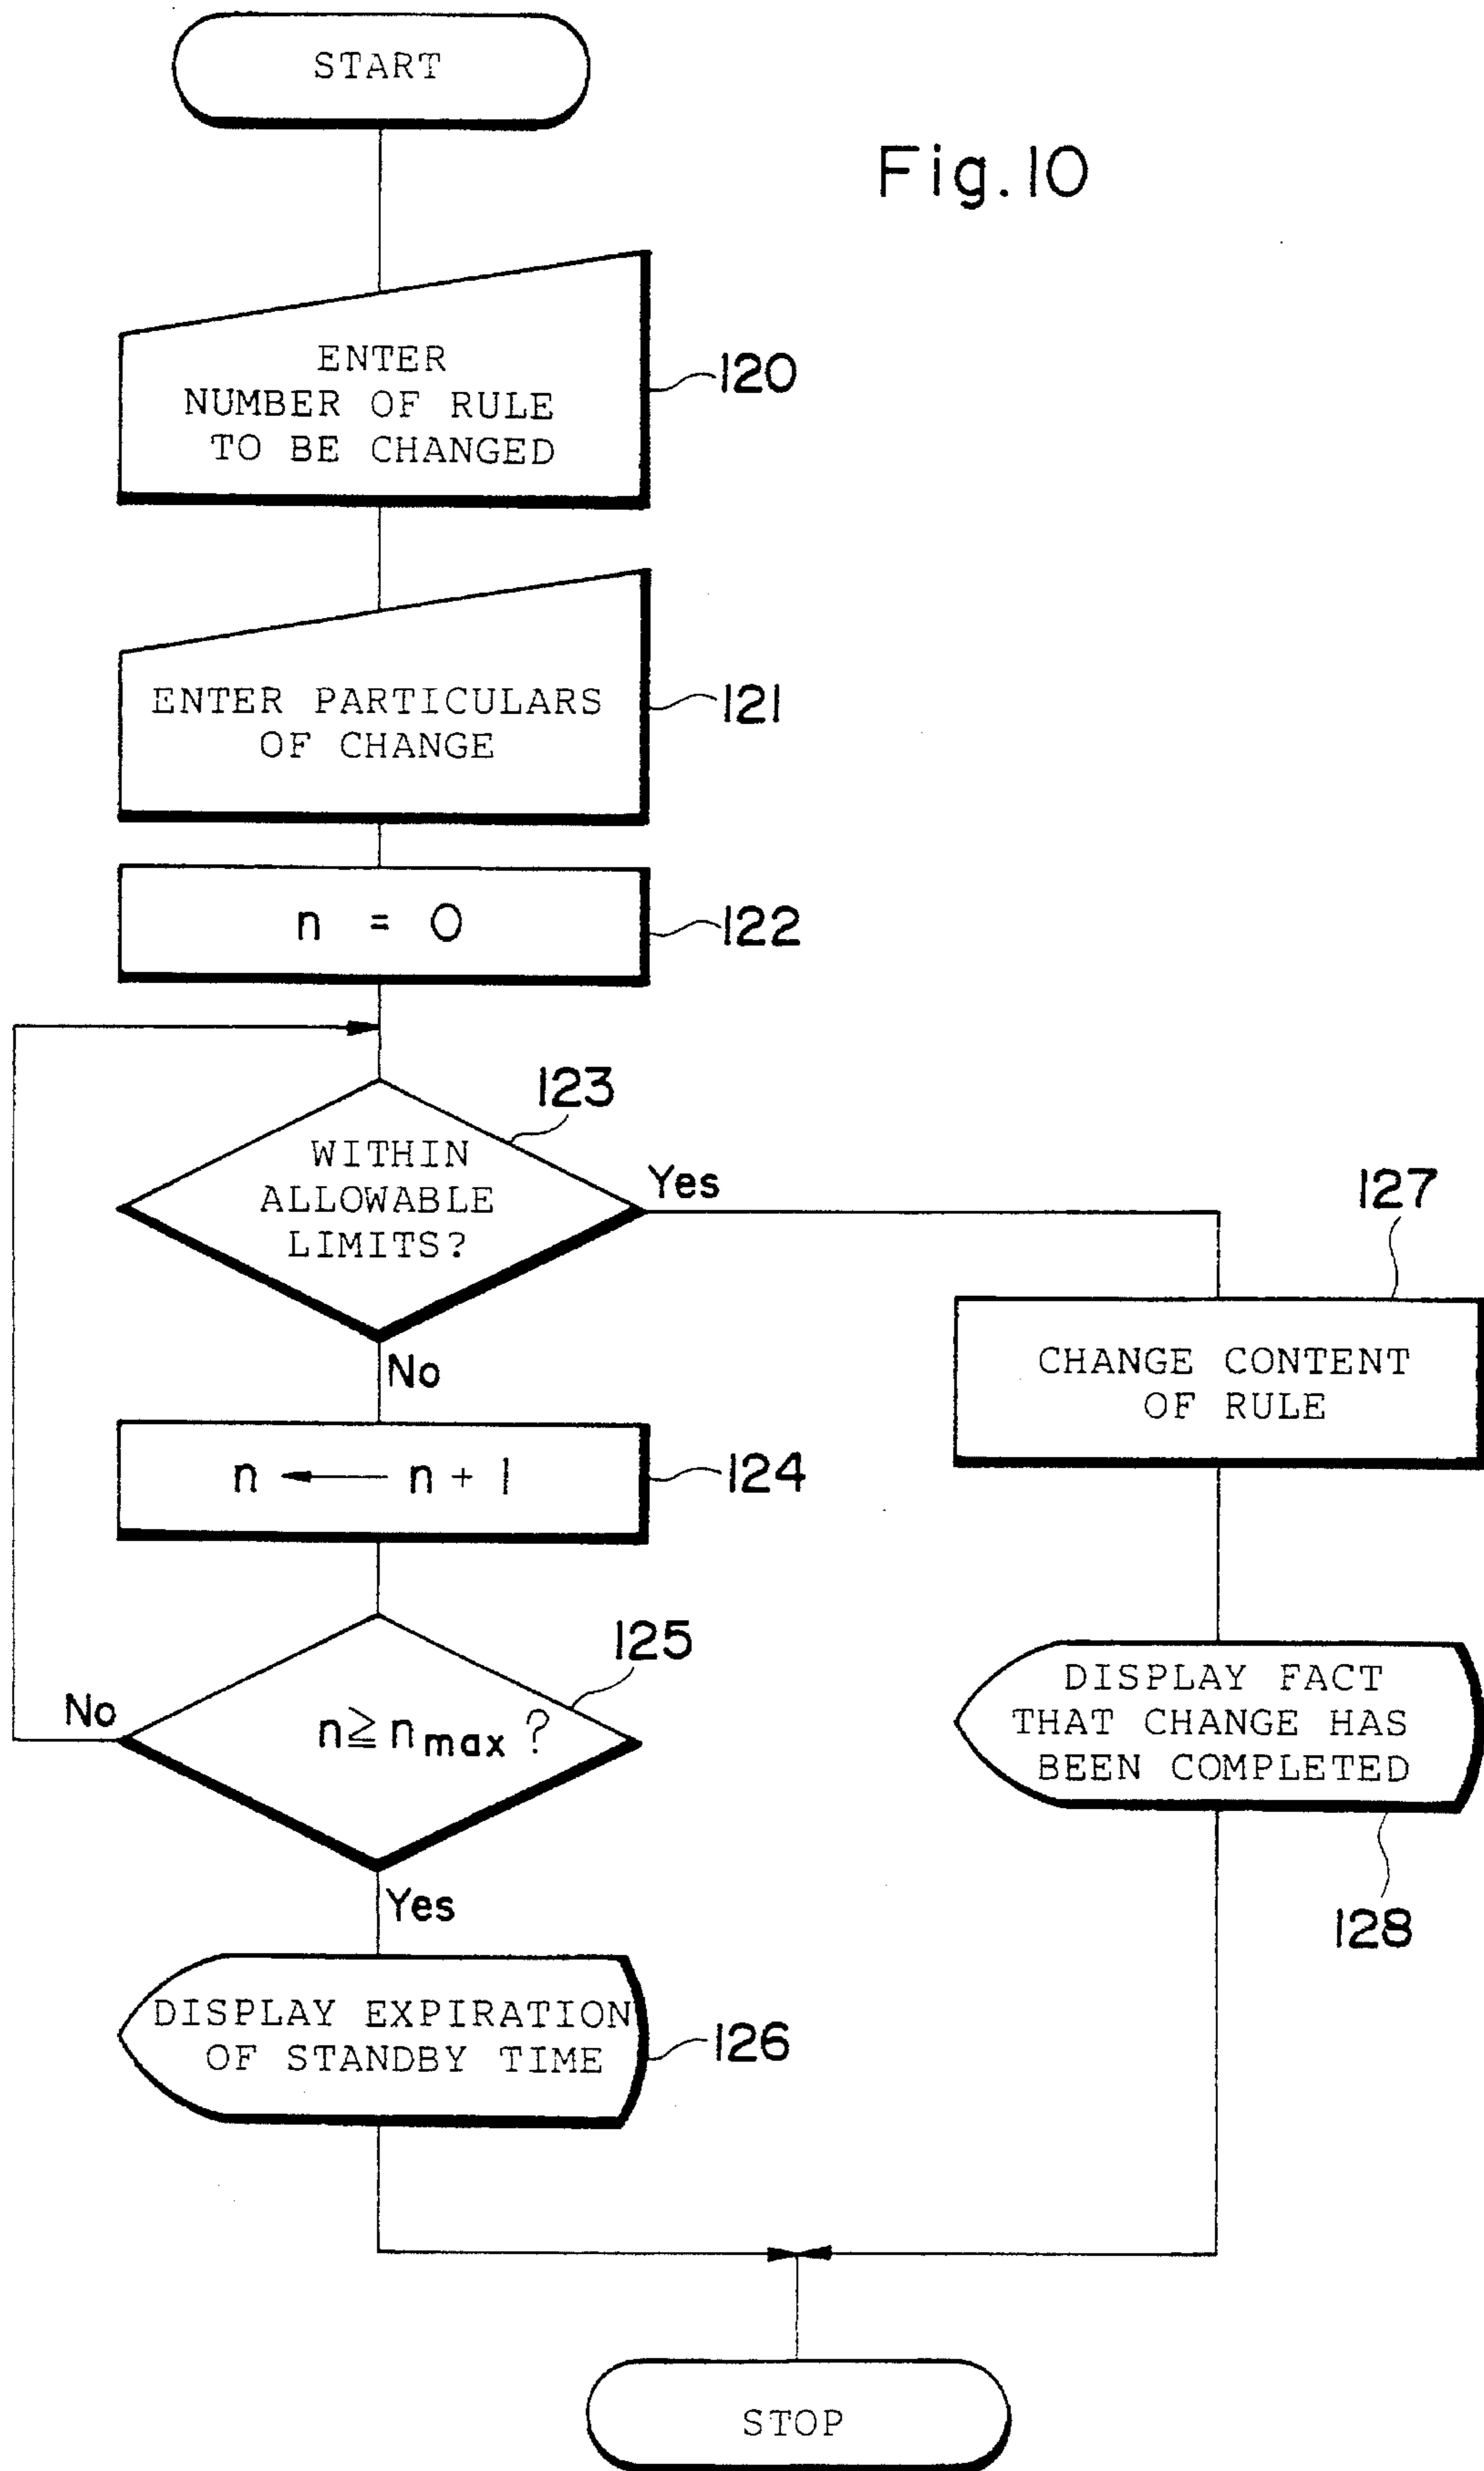 START
Fig. 10
ENTER
NUMBER OF RULE
TO BE CHANGED
120
ENTER PARTICULARS
OF CHANGE
121
n = 0
122
123
WITHIN
ALLOWABLE
LIMITS?
Yes
No
127
CHANGE CONTENT
OF RULE
n ← n + 1
124
125
n ≧ nmax ?
No
Yes
DISPLAY FACT
THAT CHANGE HAS
BEEN COMPLETED
128
DISPLAY EXPIRATION
OF STANDBY TIME
126
STOP